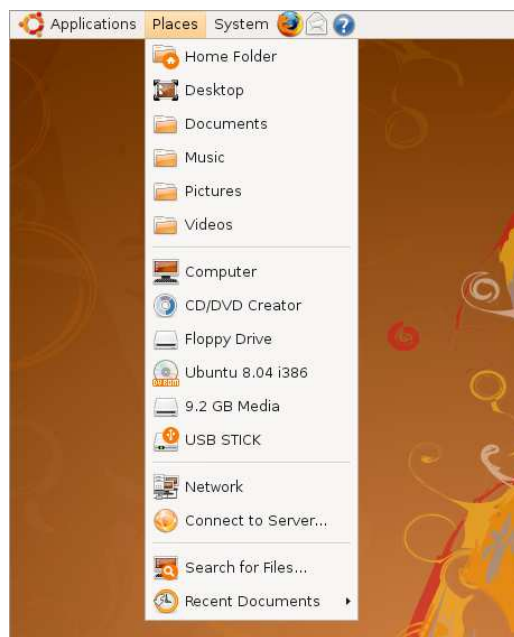 Applications Places System
Home Folder
Desktop
Documents
Music
Pictures
Videos
Computer
CD/DVD Creator
Floppy Drive
Ubuntu 8.04 i386
9.2 GB Media
USB STICK
Network
Connect to Server...
Search for Files...
Recent Documents